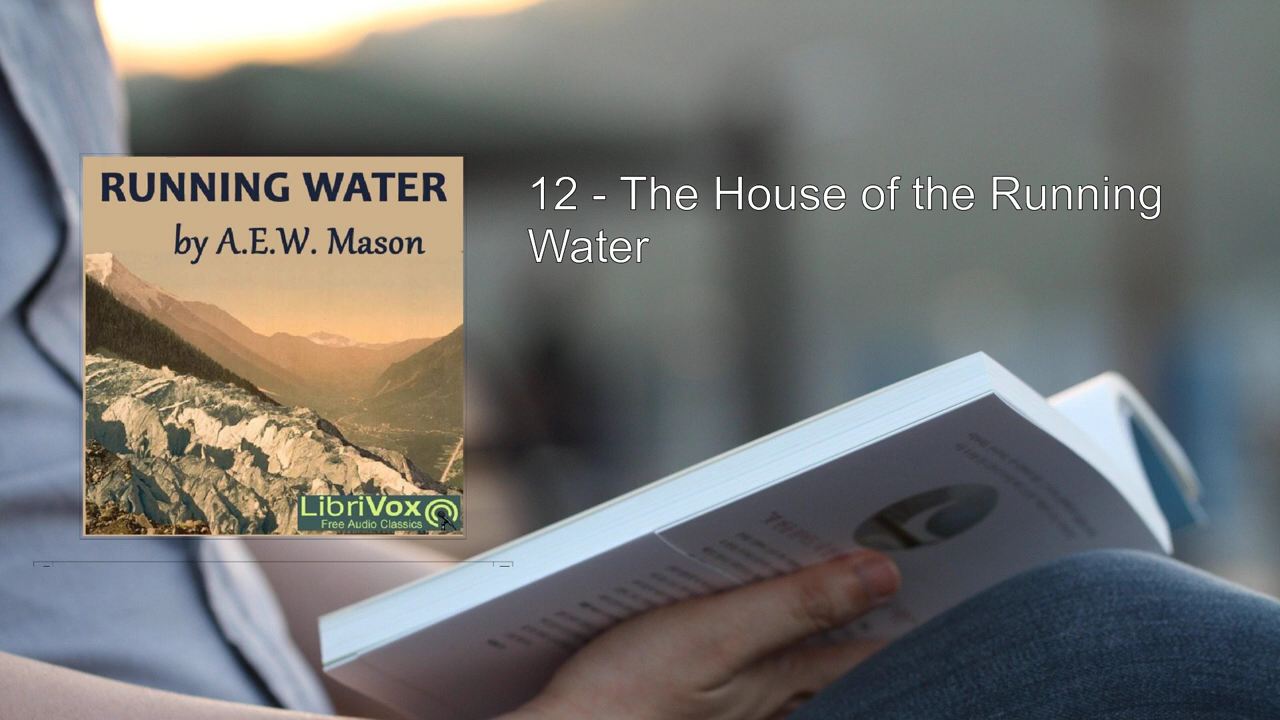 RUNNING WATER
by A.E.W. Mason
LibriVox
Free Audio Classics
12 - The House of the Running
Water